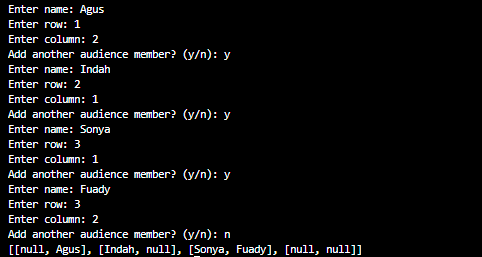 Enter name: Agus
Enter row: 1
Enter column: 2
Add another audience member? (y/n): y
Enter name: Indah
Enter row: 2
Enter column: 1
Add another audience member? (y/n): y
Enter name: Sonya
Enter row: 3
Enter column: 1
Add another audience member? (y/n): y
Enter name: Fuady
Enter row: 3
Enter column: 2
Add another audience member? (y/n): n
[[null, Agus], [Indah, null], [Sonya, Fuady], [null, null]]